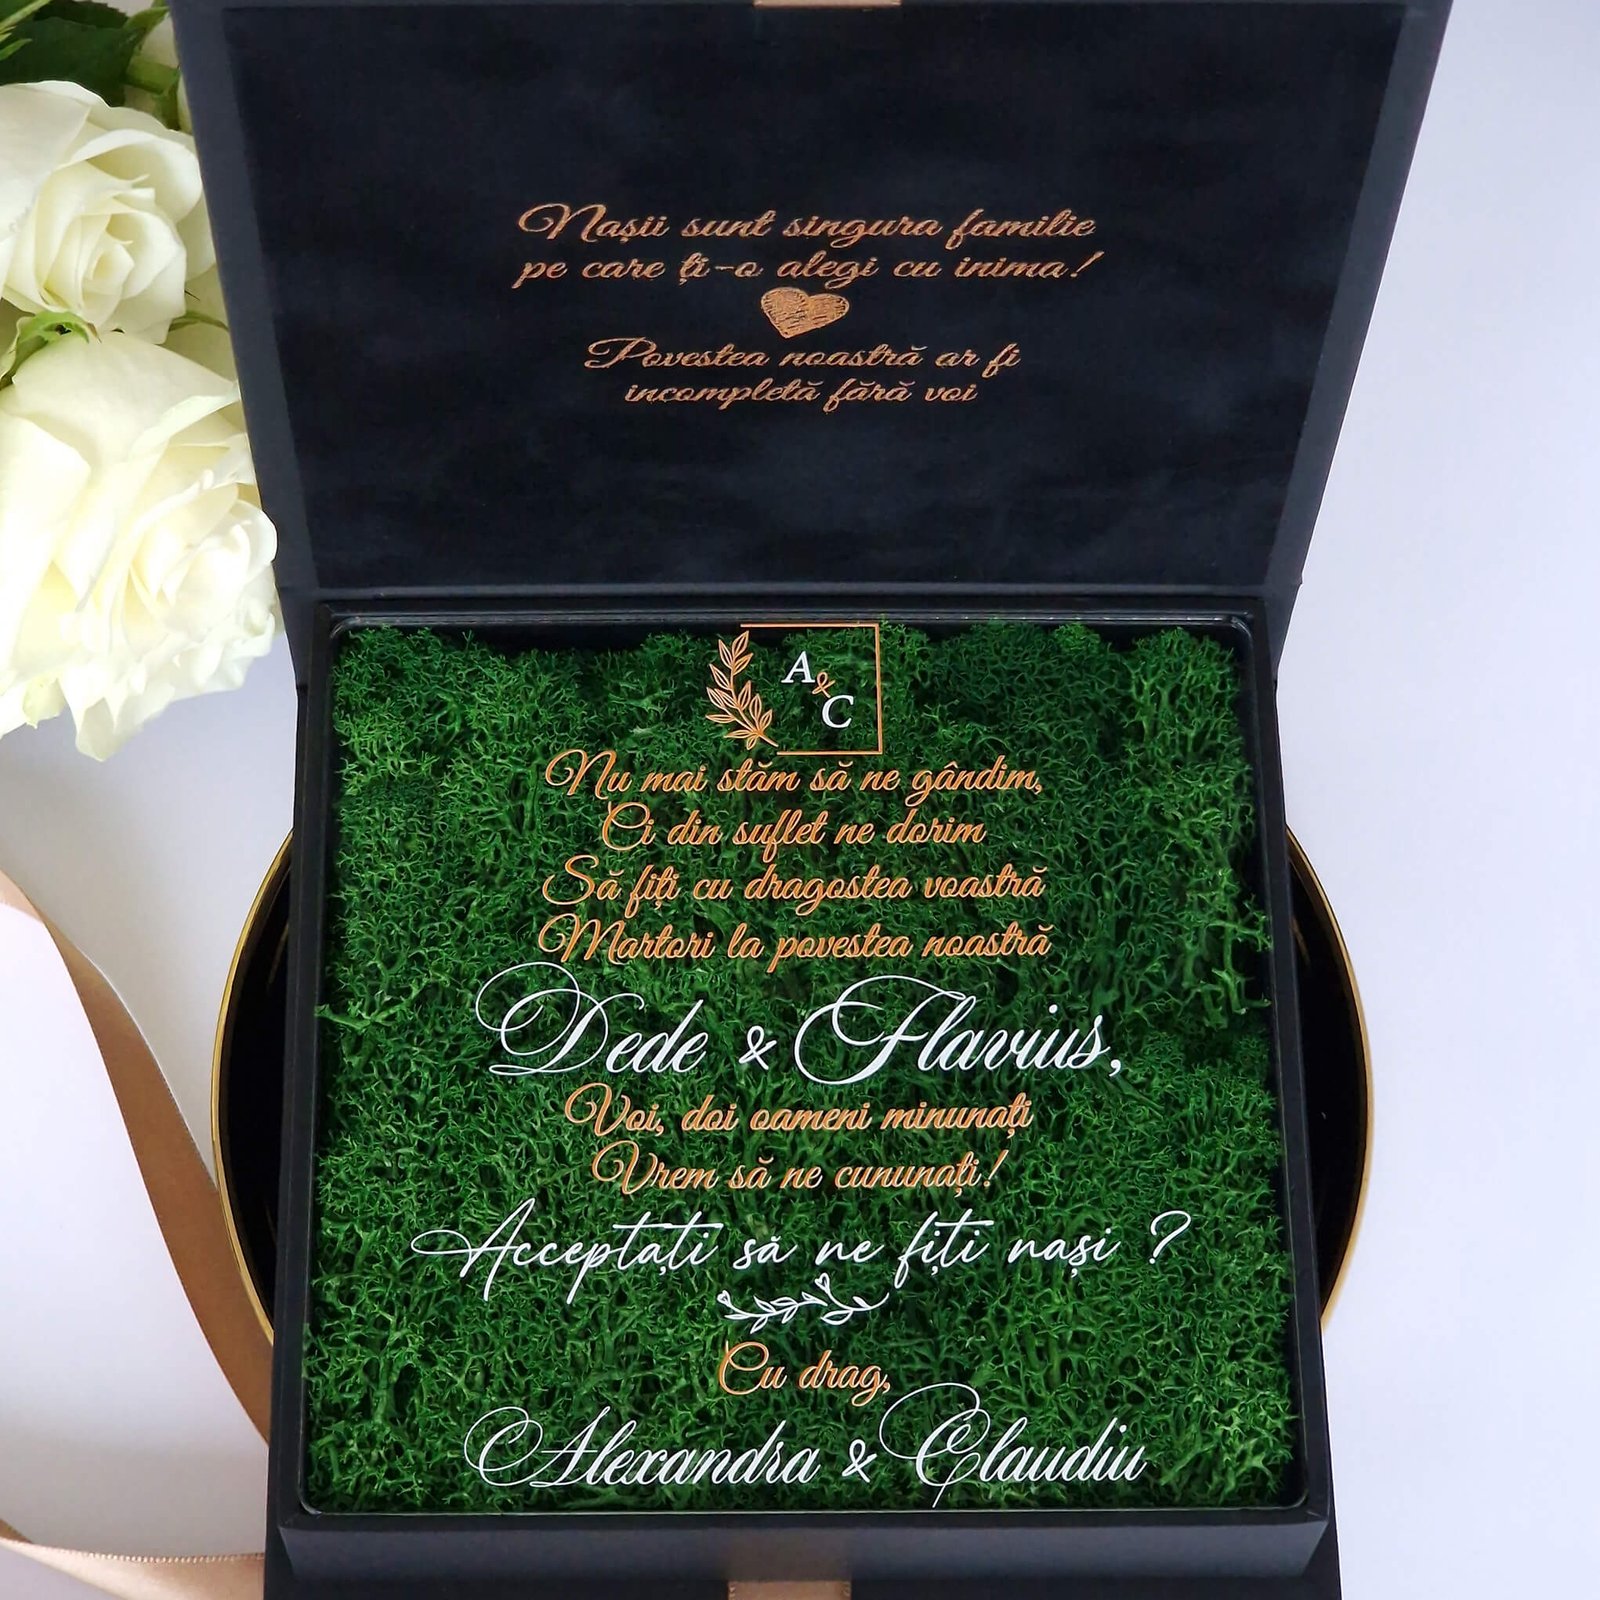 Nașii sunt singura familie
pe care ți-o alegi cu inima!
Povestea noastră ar fi
incompletă fără voi
A
&
C
Nu mai stăm să ne gândim,
Ci din suflet ne dorim
Să fiți cu dragostea voastră
Martori la povestea noastră
Dede & Flavius,
Voi, doi oameni minunați
Vrem să ne cununați!
Acceptați să ne fiți nași ?
Cu drag,
Alexandra & Claudiu